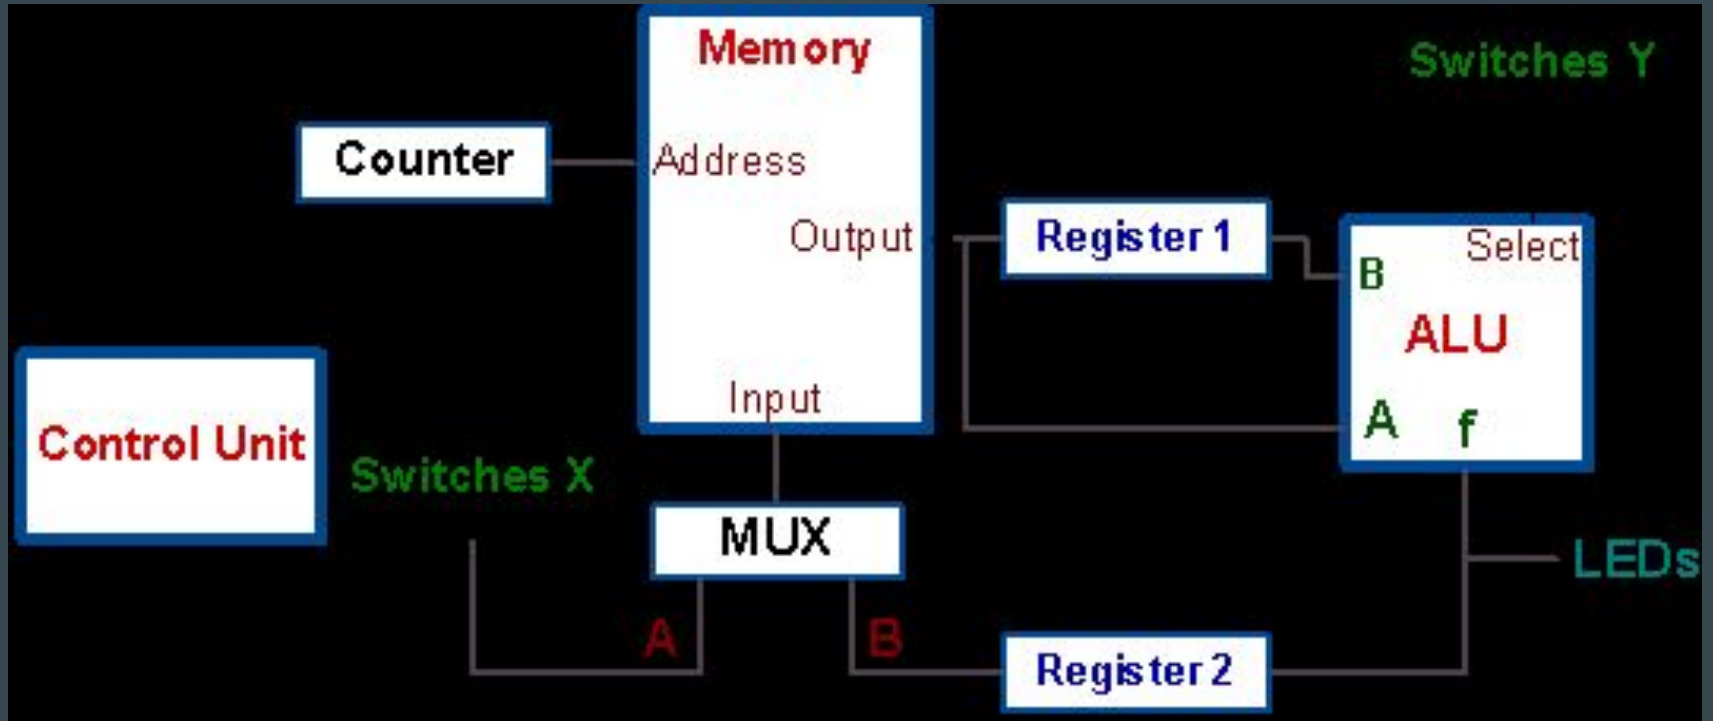 Memory
Switches Y
Counter
Address
Output
Register 1
Select
B
ALU
Input
A
f
Control Unit
Switches X
MUX
LEDs
A
B
Register 2